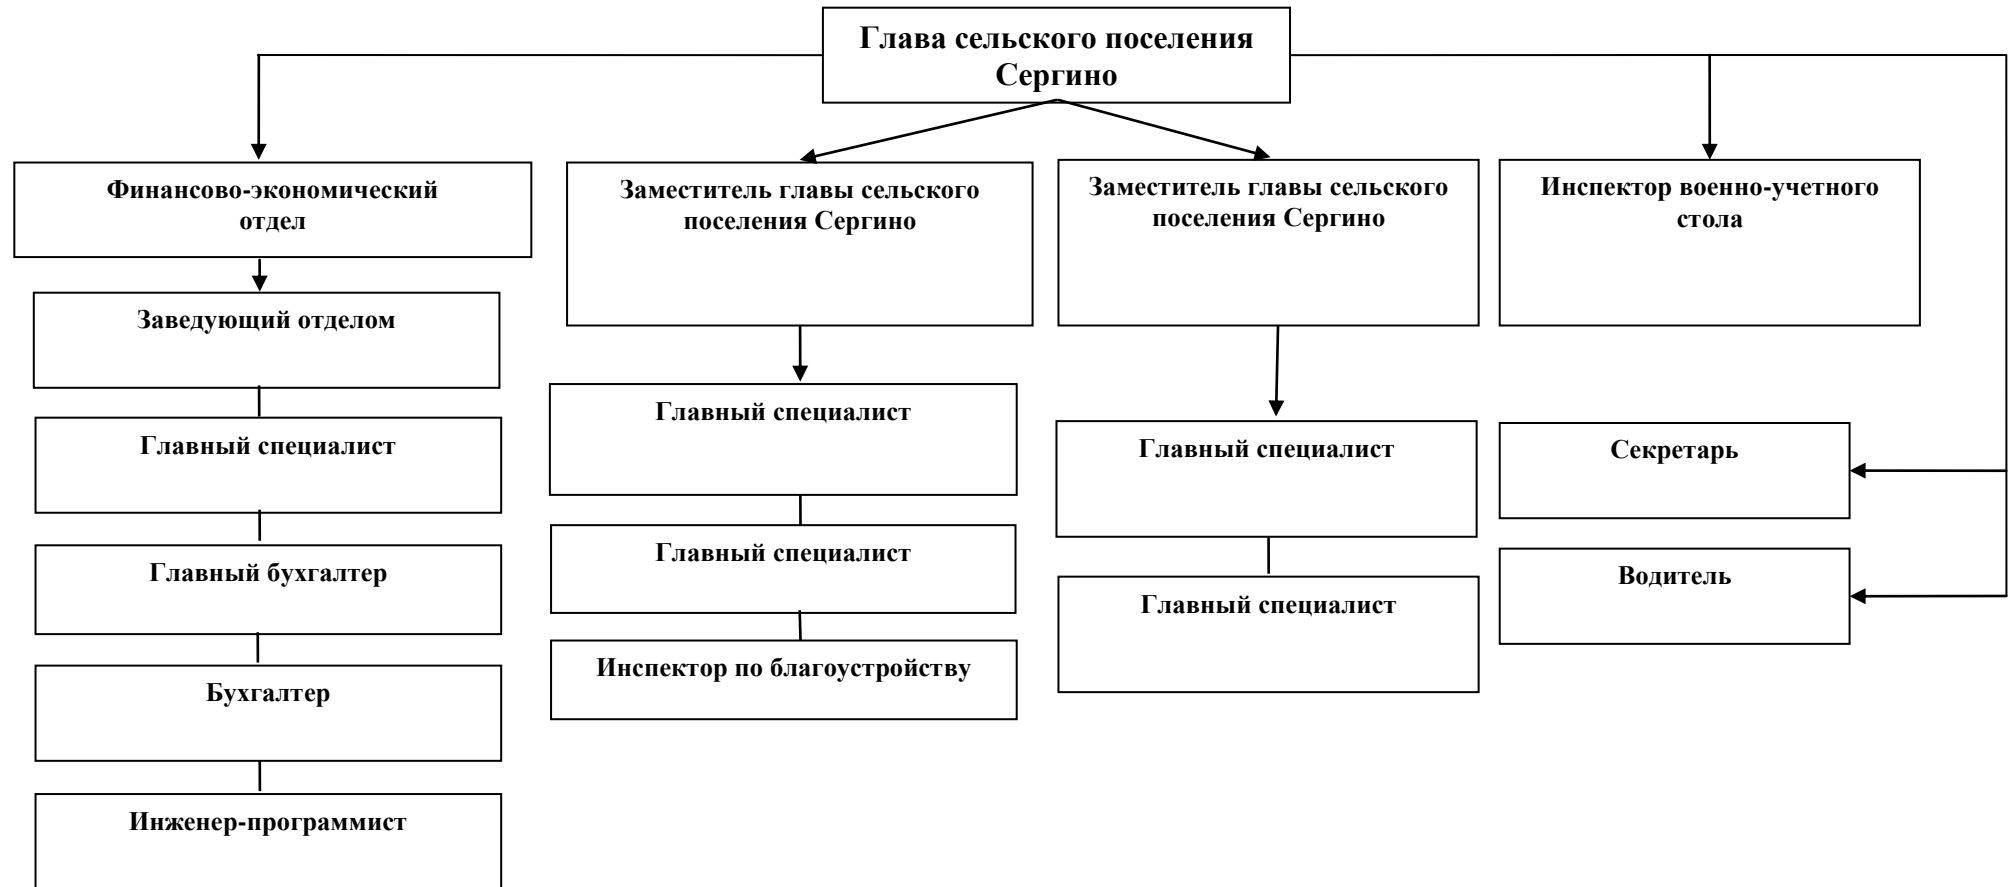 Глава сельского поселения
Сергино
Финансово-экономический
отдел
Заведующий отделом
Главный специалист
Главный бухгалтер
Бухгалтер
Инженер-программист
Заместитель главы сельского
поселения Сергино
Главный специалист
Главный специалист
Инспектор по благоустройству
Заместитель главы сельского
поселения Сергино
Главный специалист
Главный специалист
Инспектор военно-учетного
стола
Секретарь
Водитель